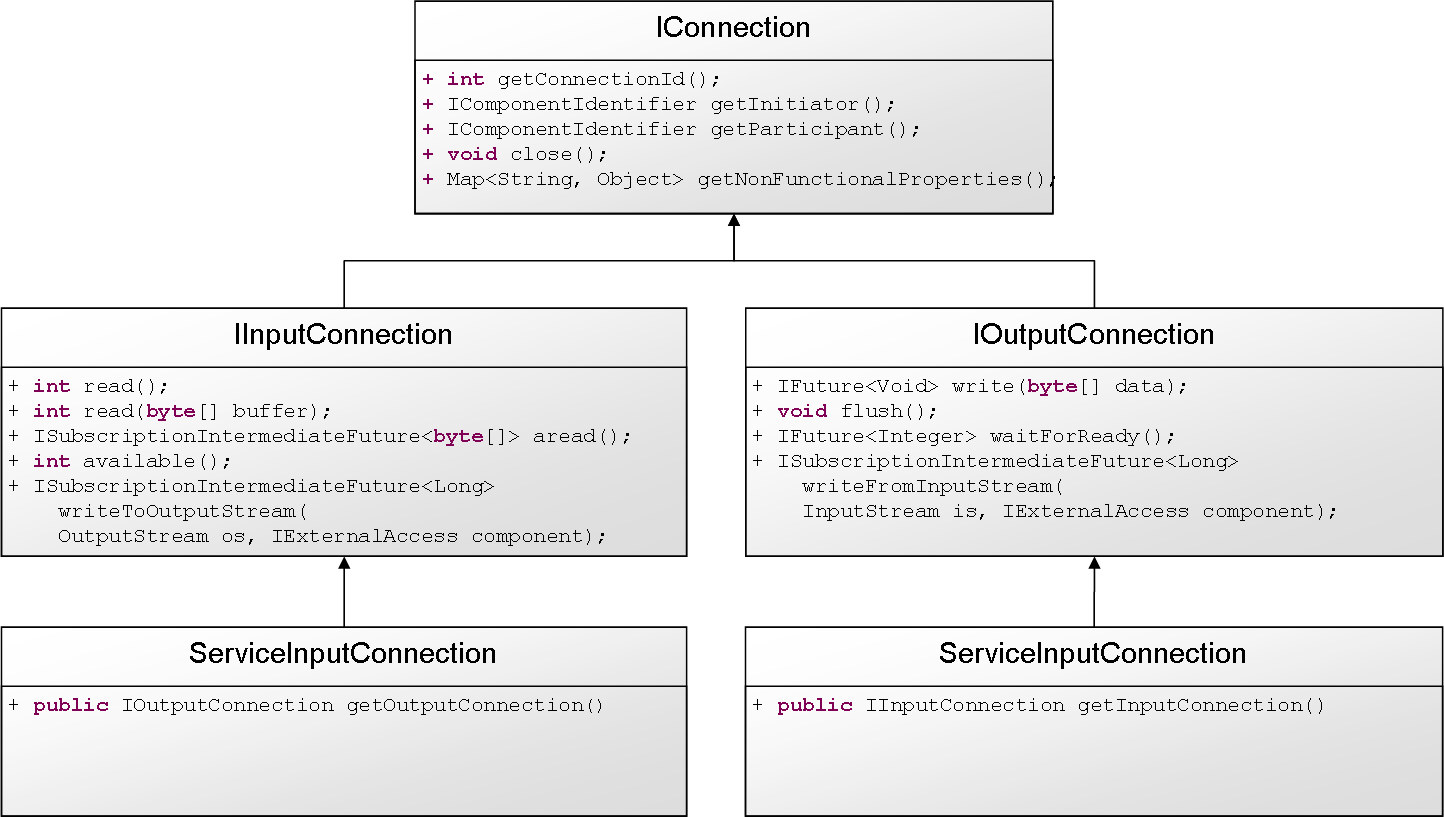 IConnection
+ int getConnectionId();
+ IComponentIdentifier getInitiator();
+ IComponentIdentifier getParticipant();
+ void close();
+ Map<String, Object> getNonFunctionalProperties();
IInputConnection
+ int read();
+ int read(byte[] buffer);
+ ISubscriptionIntermediateFuture<byte[]> aread();
+ int available();
+ ISubscriptionIntermediateFuture<Long>
writeToOutputStream(
OutputStream os, IExternalAccess component);
IOutputConnection
+ IFuture<Void> write(byte[] data);
+ void flush();
+ IFuture<Integer> waitForReady();
+ ISubscriptionIntermediateFuture<Long>
writeFromInputStream(
InputStream is, IExternalAccess component);
ServiceInputConnection
+ public IOutputConnection getOutputConnection()
ServiceInputConnection
+ public IInputConnection getInputConnection()